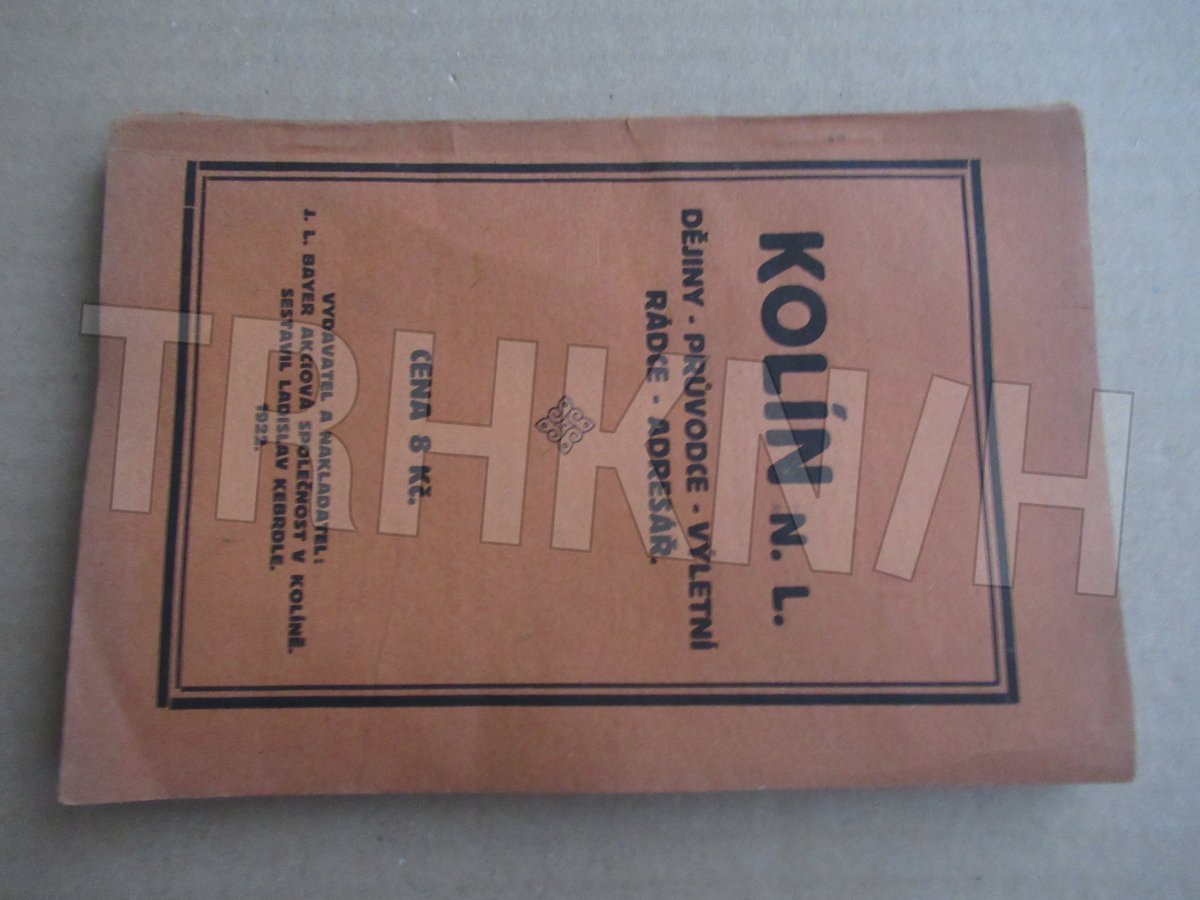 KOLÍN N. L.
DĚJINY - PRŮVODCE - VÝLETNÍ
RÁDCE - ADRESÁŘ.
CENA 8 Kč.
VYDAVATEL A NAKLADATEL:
J. L. BAYER AKCIOVÁ SPOLEČNOST V KOLÍNĚ.
SESTAVIL LADISLAV KEBRDLE.
1922.
TRHKNIH